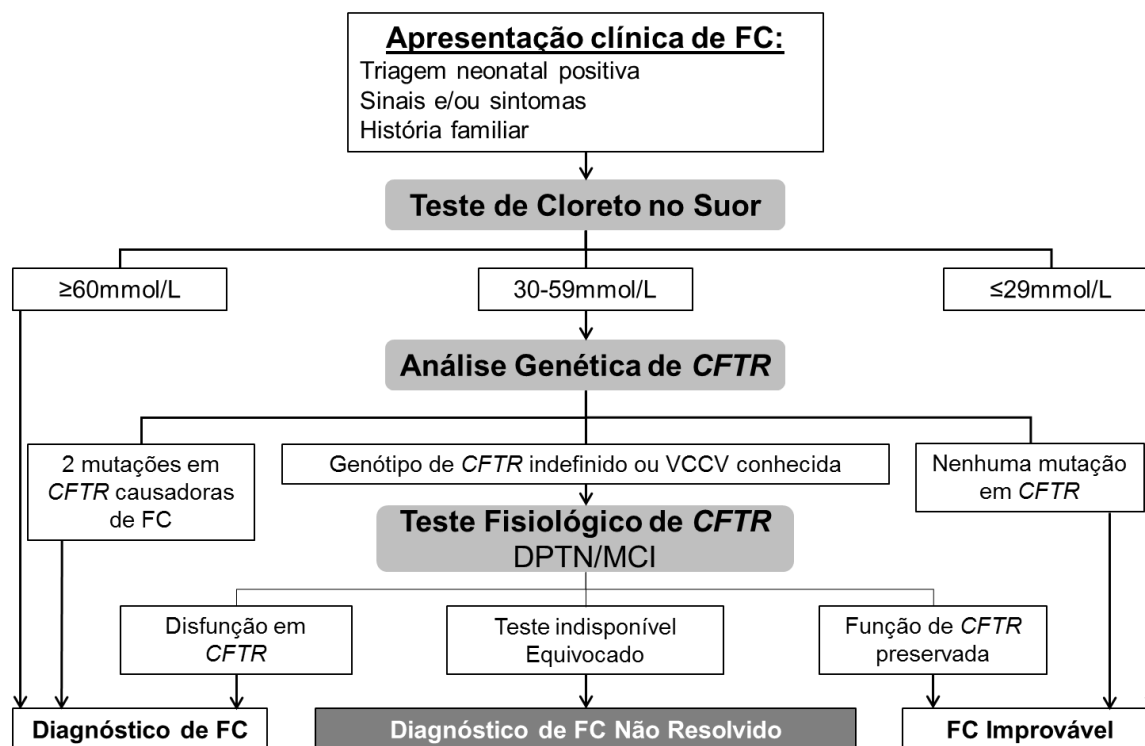 Apresentação clínica de FC:
Triagem neonatal positiva
Sinais e/ou sintomas
História familiar
Teste de Cloreto no Suor
≥60mmol/L
30-59mmol/L
≤29mmol/L
Análise Genética de CFTR
2 mutações em
CFTR causadoras
de FC
Genótipo de CFTR indefinido ou VCCV conhecida
Nenhuma mutação
em CFTR
Teste Fisiológico de CFTR
DPTN/MCI
Disfunção em
CFTR
Teste indisponível
Equivocado
Função de CFTR
preservada
Diagnóstico de FC
Diagnóstico de FC Não Resolvido
FC Improvável